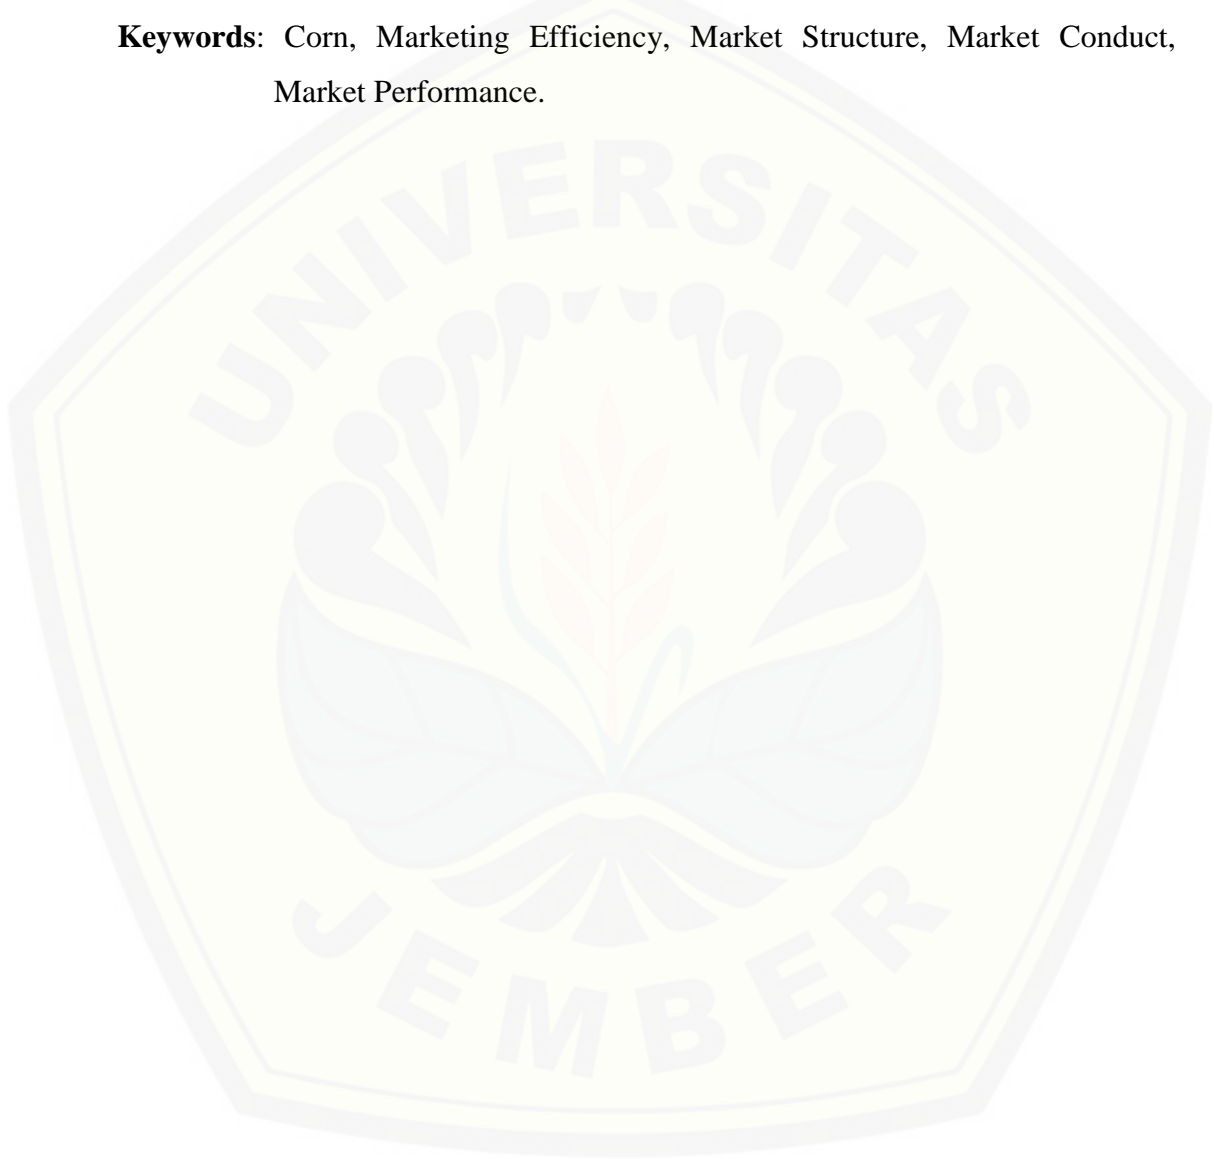 Keywords: Corn, Marketing Efficiency, Market Structure, Market Conduct,
Market Performance.
UNIVERSITAS
JEMBER